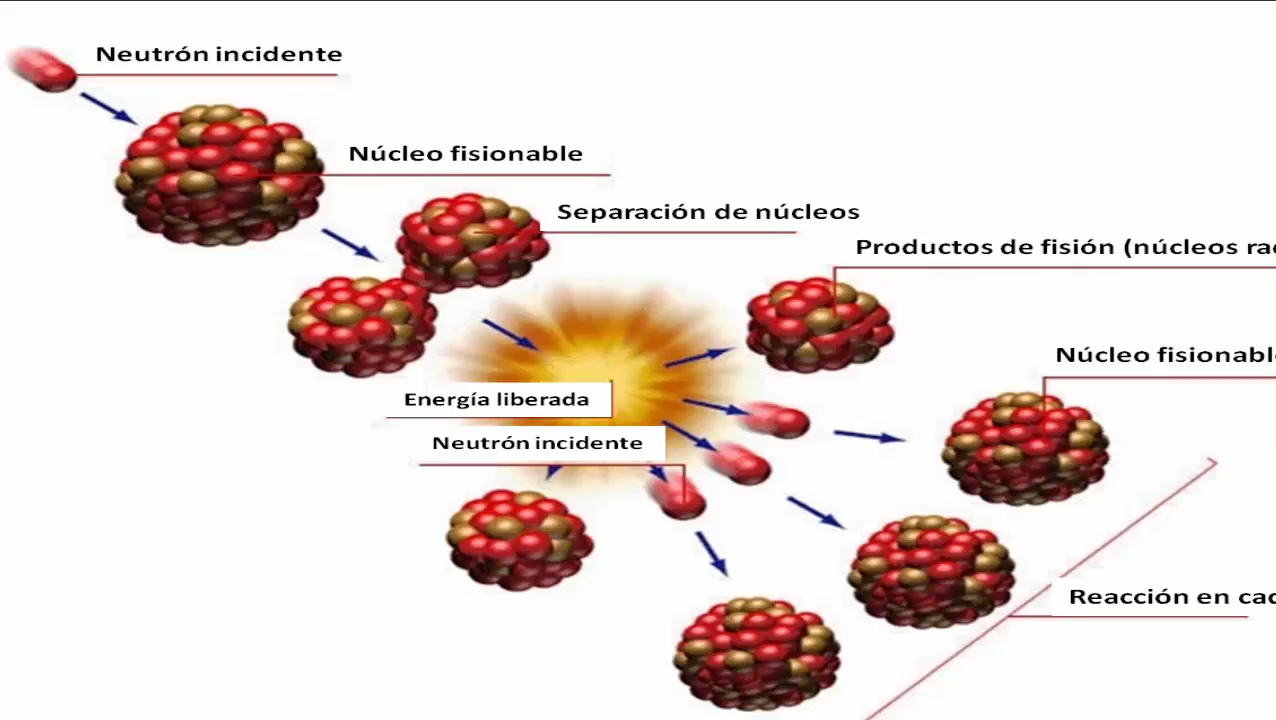 Neutrón incidente
Núcleo fisionable
Separación de núcleos
Productos de fisión (núcleos
Núcleo
Energía liberada
Neutrón incidente
Reacción en